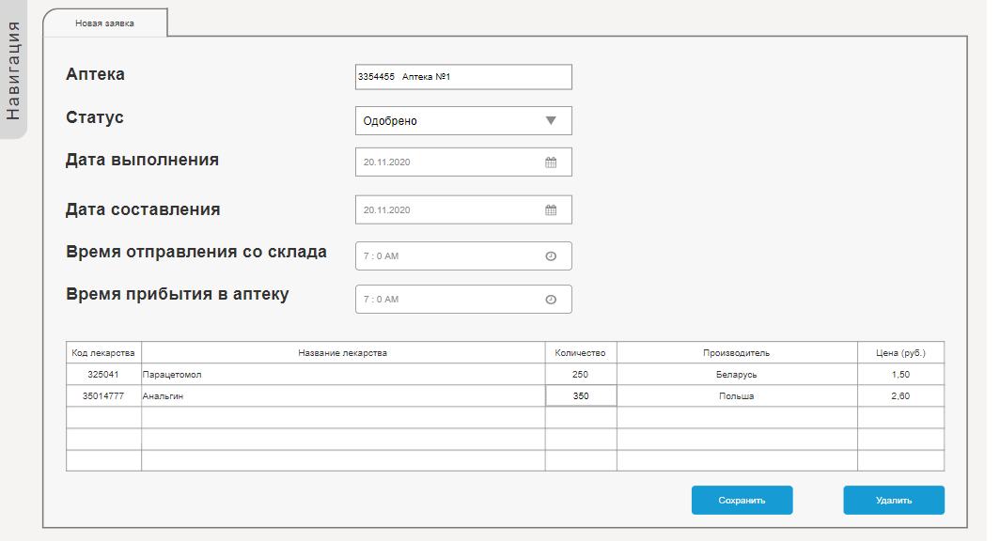 Навигация
Новая заявка
Аптека 3354455 Аптека №1
Статус Одобрено
Дата выполнения 20.11.2020
Дата составления 20.11.2020
Время отправления со склада 7 : 0 AM
Время прибытия в аптеку 7 : 0 AM
Код лекарства Название лекарства Количество Производитель Цена (руб.)
325041 Парацетомол 250 Беларусь 1,50
35014777 Анальгин 350 Польша 2,60
Сохранить Удалить